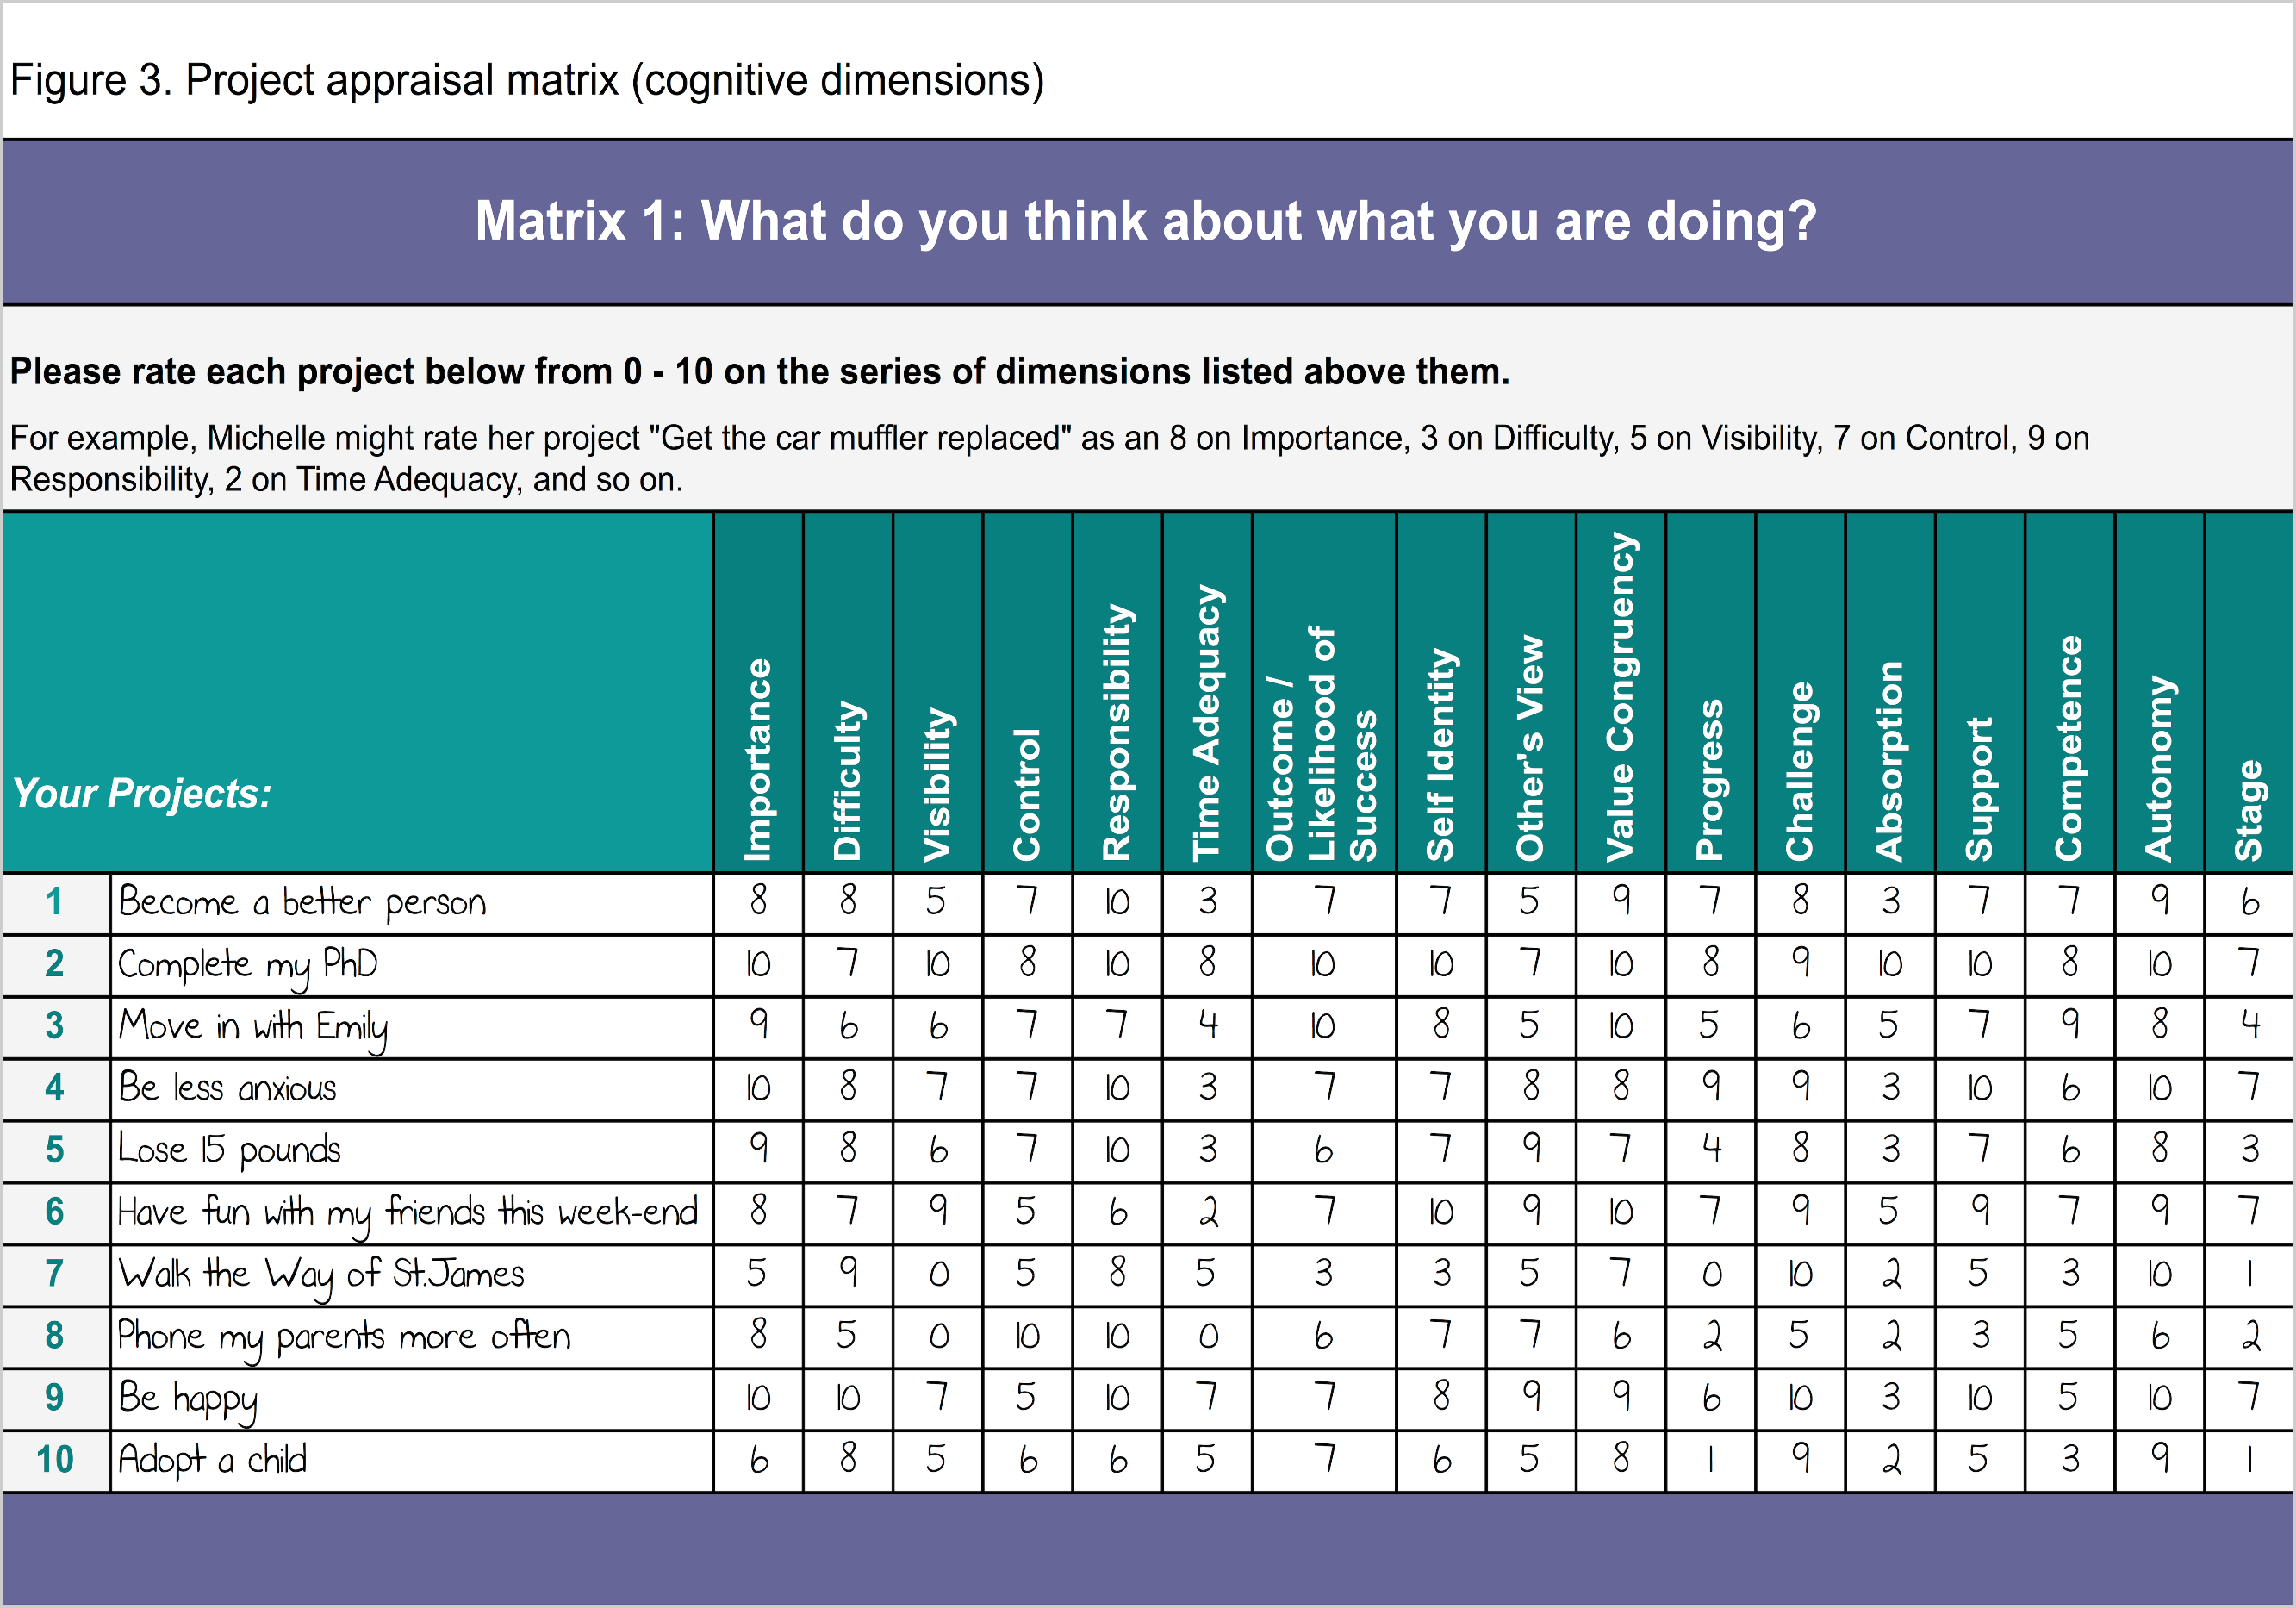 Figure 3. Project appraisal matrix (cognitive dimensions)
Matrix 1: What do you think about what you are doing?
Please rate each project below from 0 - 10 on the series of dimensions listed above them.
For example, Michelle might rate her project "Get the car muffler replaced" as an 8 on Importance, 3 on Difficulty, 5 on Visibility, 7 on Control, 9 on
Responsibility, 2 on Time Adequacy, and so on.
Your Projects:
Importance
Difficulty
Visibility
Control
Responsibility
Time Adequacy
Outcome /
Likelihood of
Success
Self Identity
Other's View
Value Congruency
Progress
Challenge
Absorption
Support
Competence
Autonomy
Stage
1 Become a better person 8 8 5 7 10 3 7 7 5 9 7 8 3 7 7 9 6
2 Complete my PhD 10 7 10 8 10 8 10 10 7 10 8 9 10 10 8 10 7
3 Move in with Emily 9 6 6 7 7 4 10 8 5 10 5 6 5 7 9 8 4
4 Be less anxious 10 8 7 7 10 3 7 7 8 8 9 9 3 10 6 10 7
5 Lose 15 pounds 9 8 6 7 10 3 6 7 9 7 4 8 3 7 6 8 3
6 Have fun with my friends this week-end 8 7 9 5 6 2 7 10 9 10 7 9 5 9 7 9 7
7 Walk the Way of St.James 5 9 0 5 8 5 3 3 5 7 0 10 2 5 3 10 1
8 Phone my parents more often 8 5 0 10 10 0 6 7 7 6 2 5 2 3 5 6 2
9 Be happy 10 10 7 5 10 7 7 8 9 9 6 10 3 10 5 10 7
10 Adopt a child 6 8 5 6 6 5 7 6 5 8 1 9 2 5 3 9 1